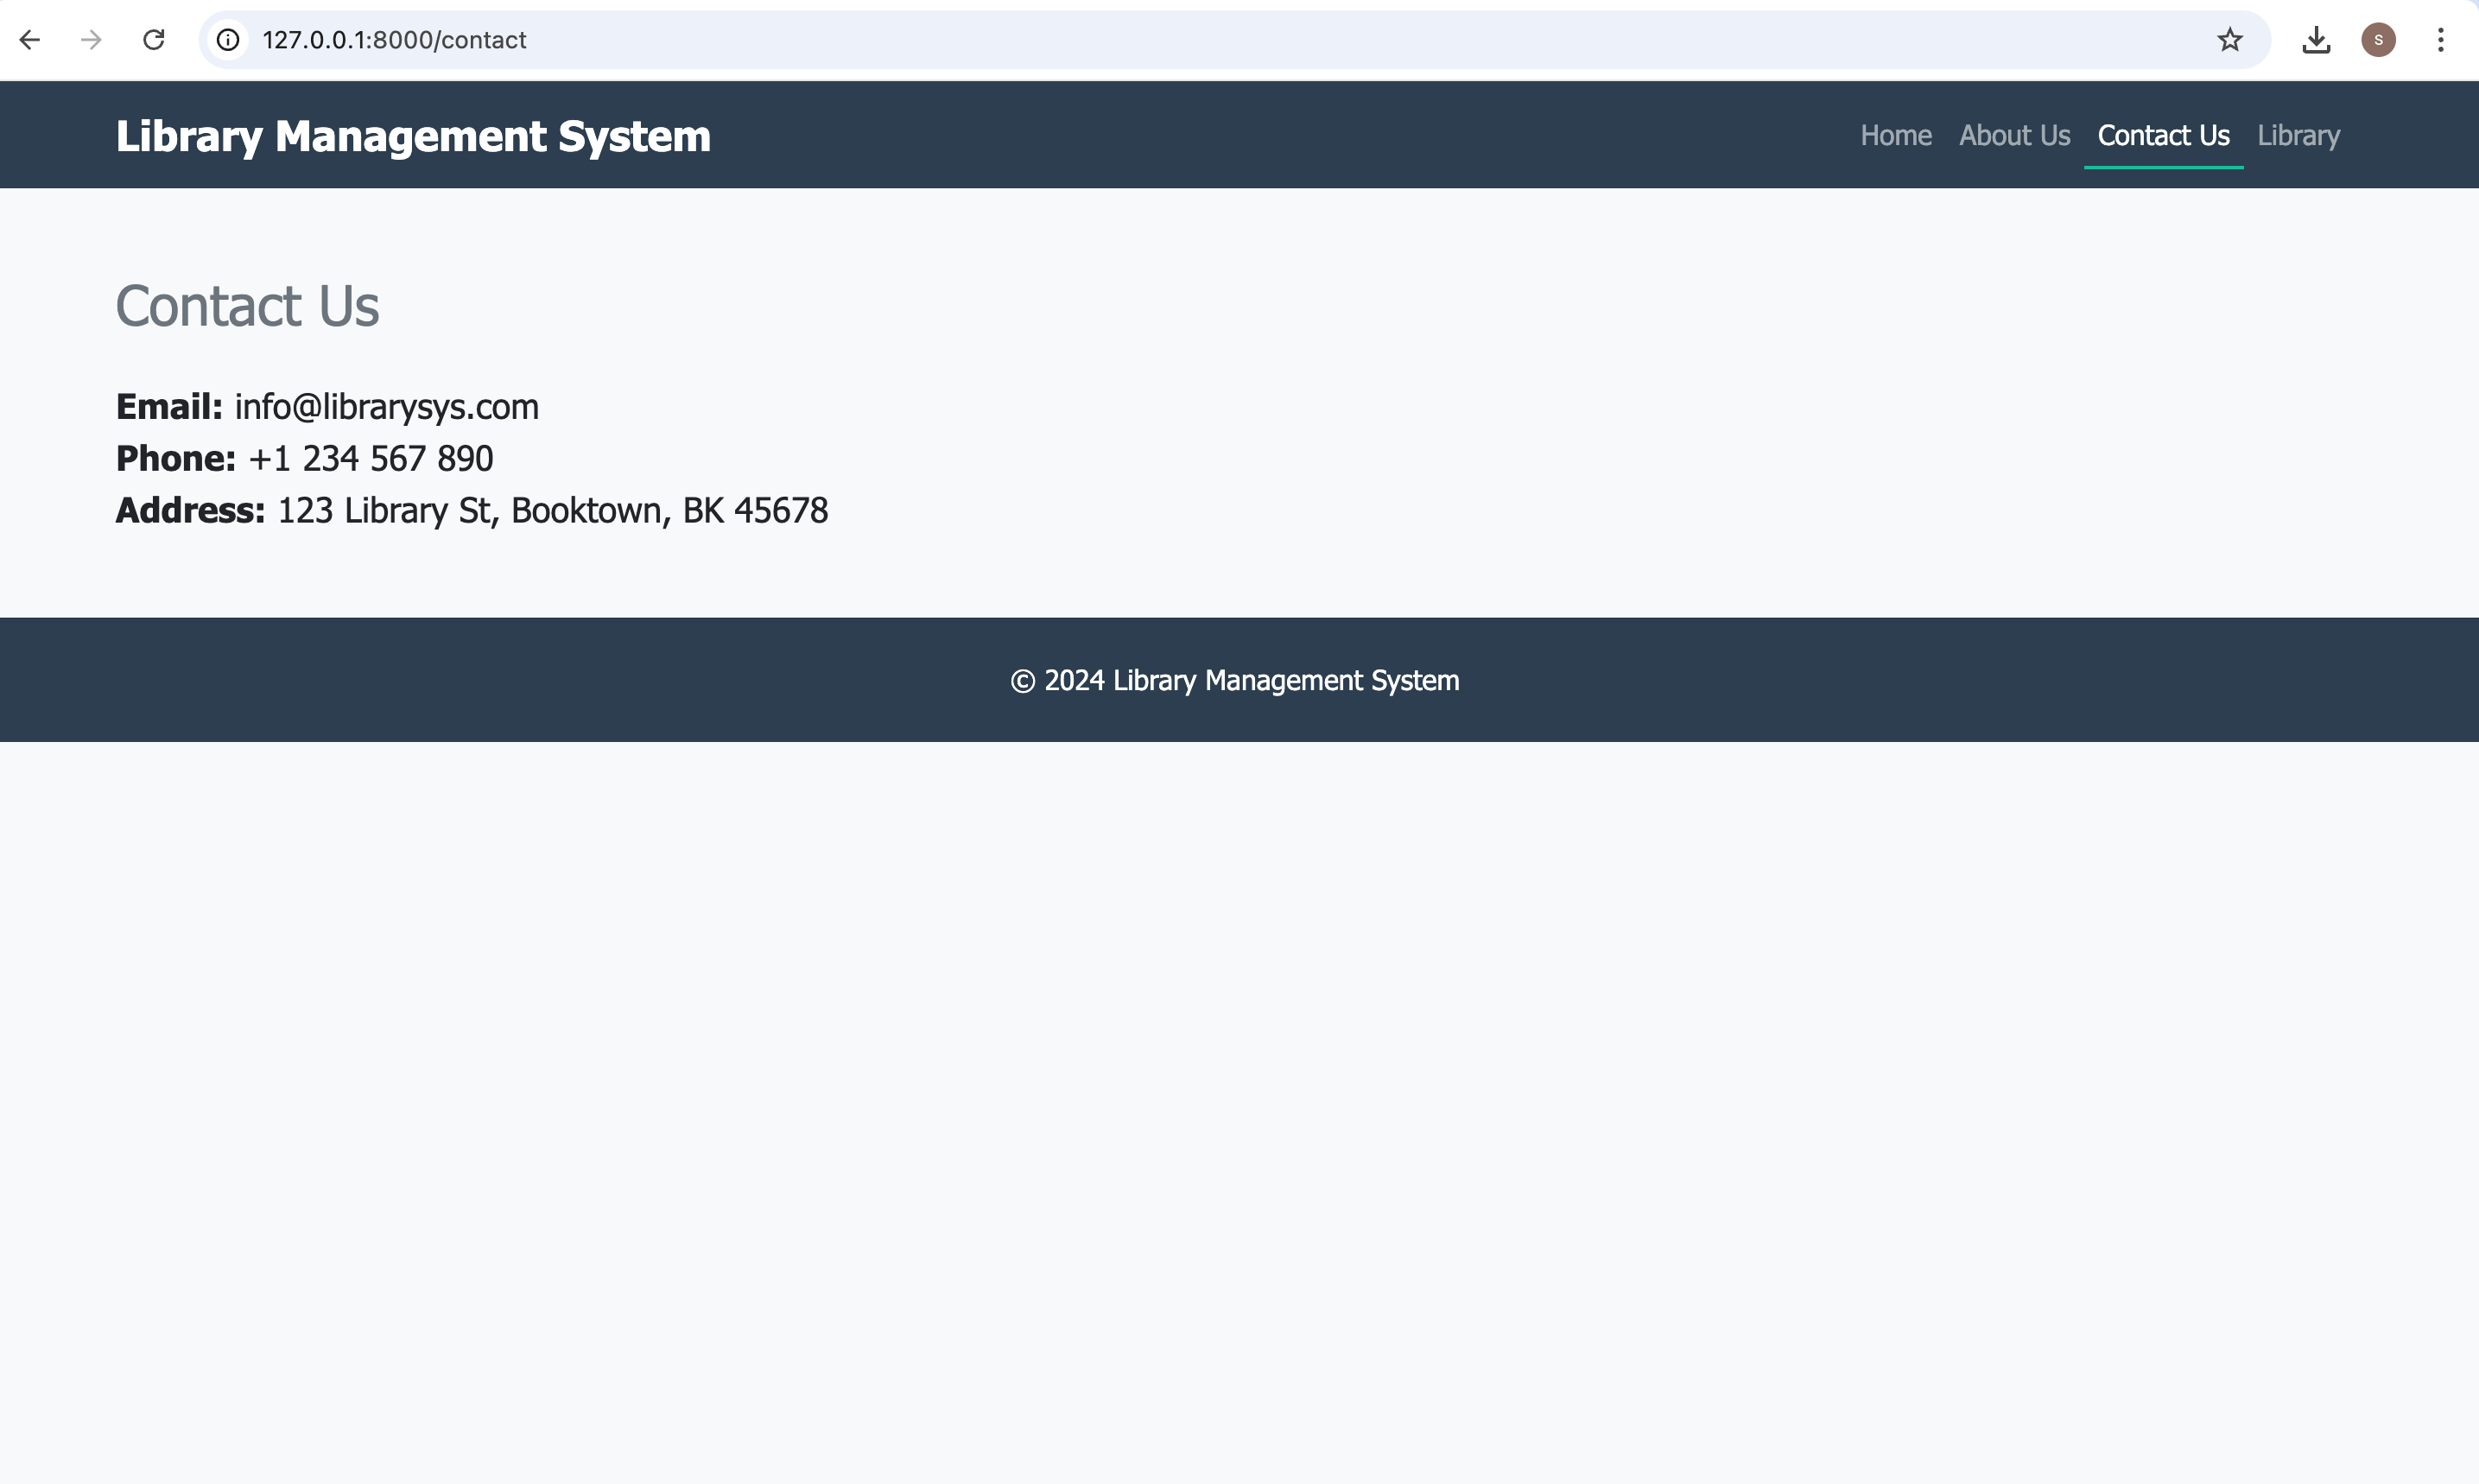 127.0.0.1:8000/contact
S
Library Management System
Home About Us Contact Us Library
Contact Us
Email: info@librarysys.com
Phone: +1 234 567 890
Address: 123 Library St, Booktown, BK 45678
© 2024 Library Management System